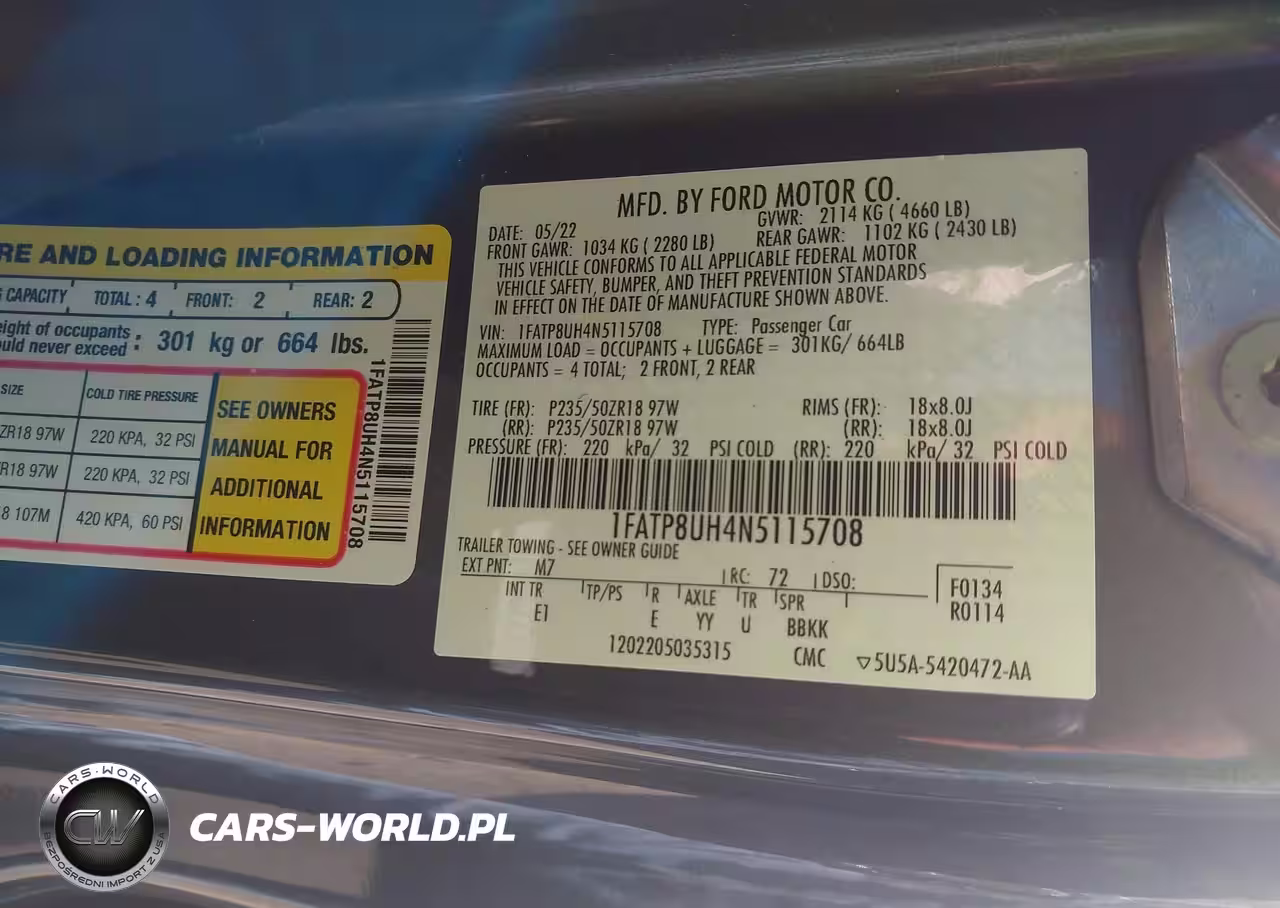 RE AND LOADING INFORMATION
CAPACITY TOTAL : 4 FRONT: 2 REAR: 2
eight of occupants
ould never exceed : 301 kg or 664 lbs.
SIZE COLD TIRE PRESSURE
ZR18 97W 220 KPA, 32 PSI
R18 97W 220 KPA, 32 PSI
8 107M 420 KPA, 60 PSI
SEE OWNERS
MANUAL FOR
ADDITIONAL
INFORMATION
1FATP8UH4N5115708
MFD. BY FORD MOTOR CO.
DATE: 05/22 GVWR: 2114 KG ( 4660 LB)
FRONT GAWR: 1034 KG ( 2280 LB) REAR GAWR: 1102 KG ( 2430 LB)
THIS VEHICLE CONFORMS TO ALL APPLICABLE FEDERAL MOTOR
VEHICLE SAFETY, BUMPER, AND THEFT PREVENTION STANDARDS
IN EFFECT ON THE DATE OF MANUFACTURE SHOWN ABOVE.
VIN: 1FATP8UH4N5115708 TYPE: Passenger Car
MAXIMUM LOAD = OCCUPANTS + LUGGAGE = 301KG/ 664LB
OCCUPANTS = 4 TOTAL; 2 FRONT, 2 REAR
TIRE (FR): P235/50ZR18 97W RIMS (FR): 18x8.0J
(RR): P235/50ZR18 97W (RR): 18x8.0J
PRESSURE (FR): 220 kPa/ 32 PSI COLD (RR): 220 kPa/ 32 PSI COLD
1FATP8UH4N5115708
TRAILER TOWING - SEE OWNER GUIDE
EXT PNT: M7 RC: 72 DSO: F0134
INT TR TP/PS R AXLE TR SPR R0114
E1 E YY U BBKK
1202205035315 CMC ▽5U5A-5420472-AA
CARS-WORLD
CW
BEZPOŚREDNI IMPORT Z USA
CARS-WORLD.PL